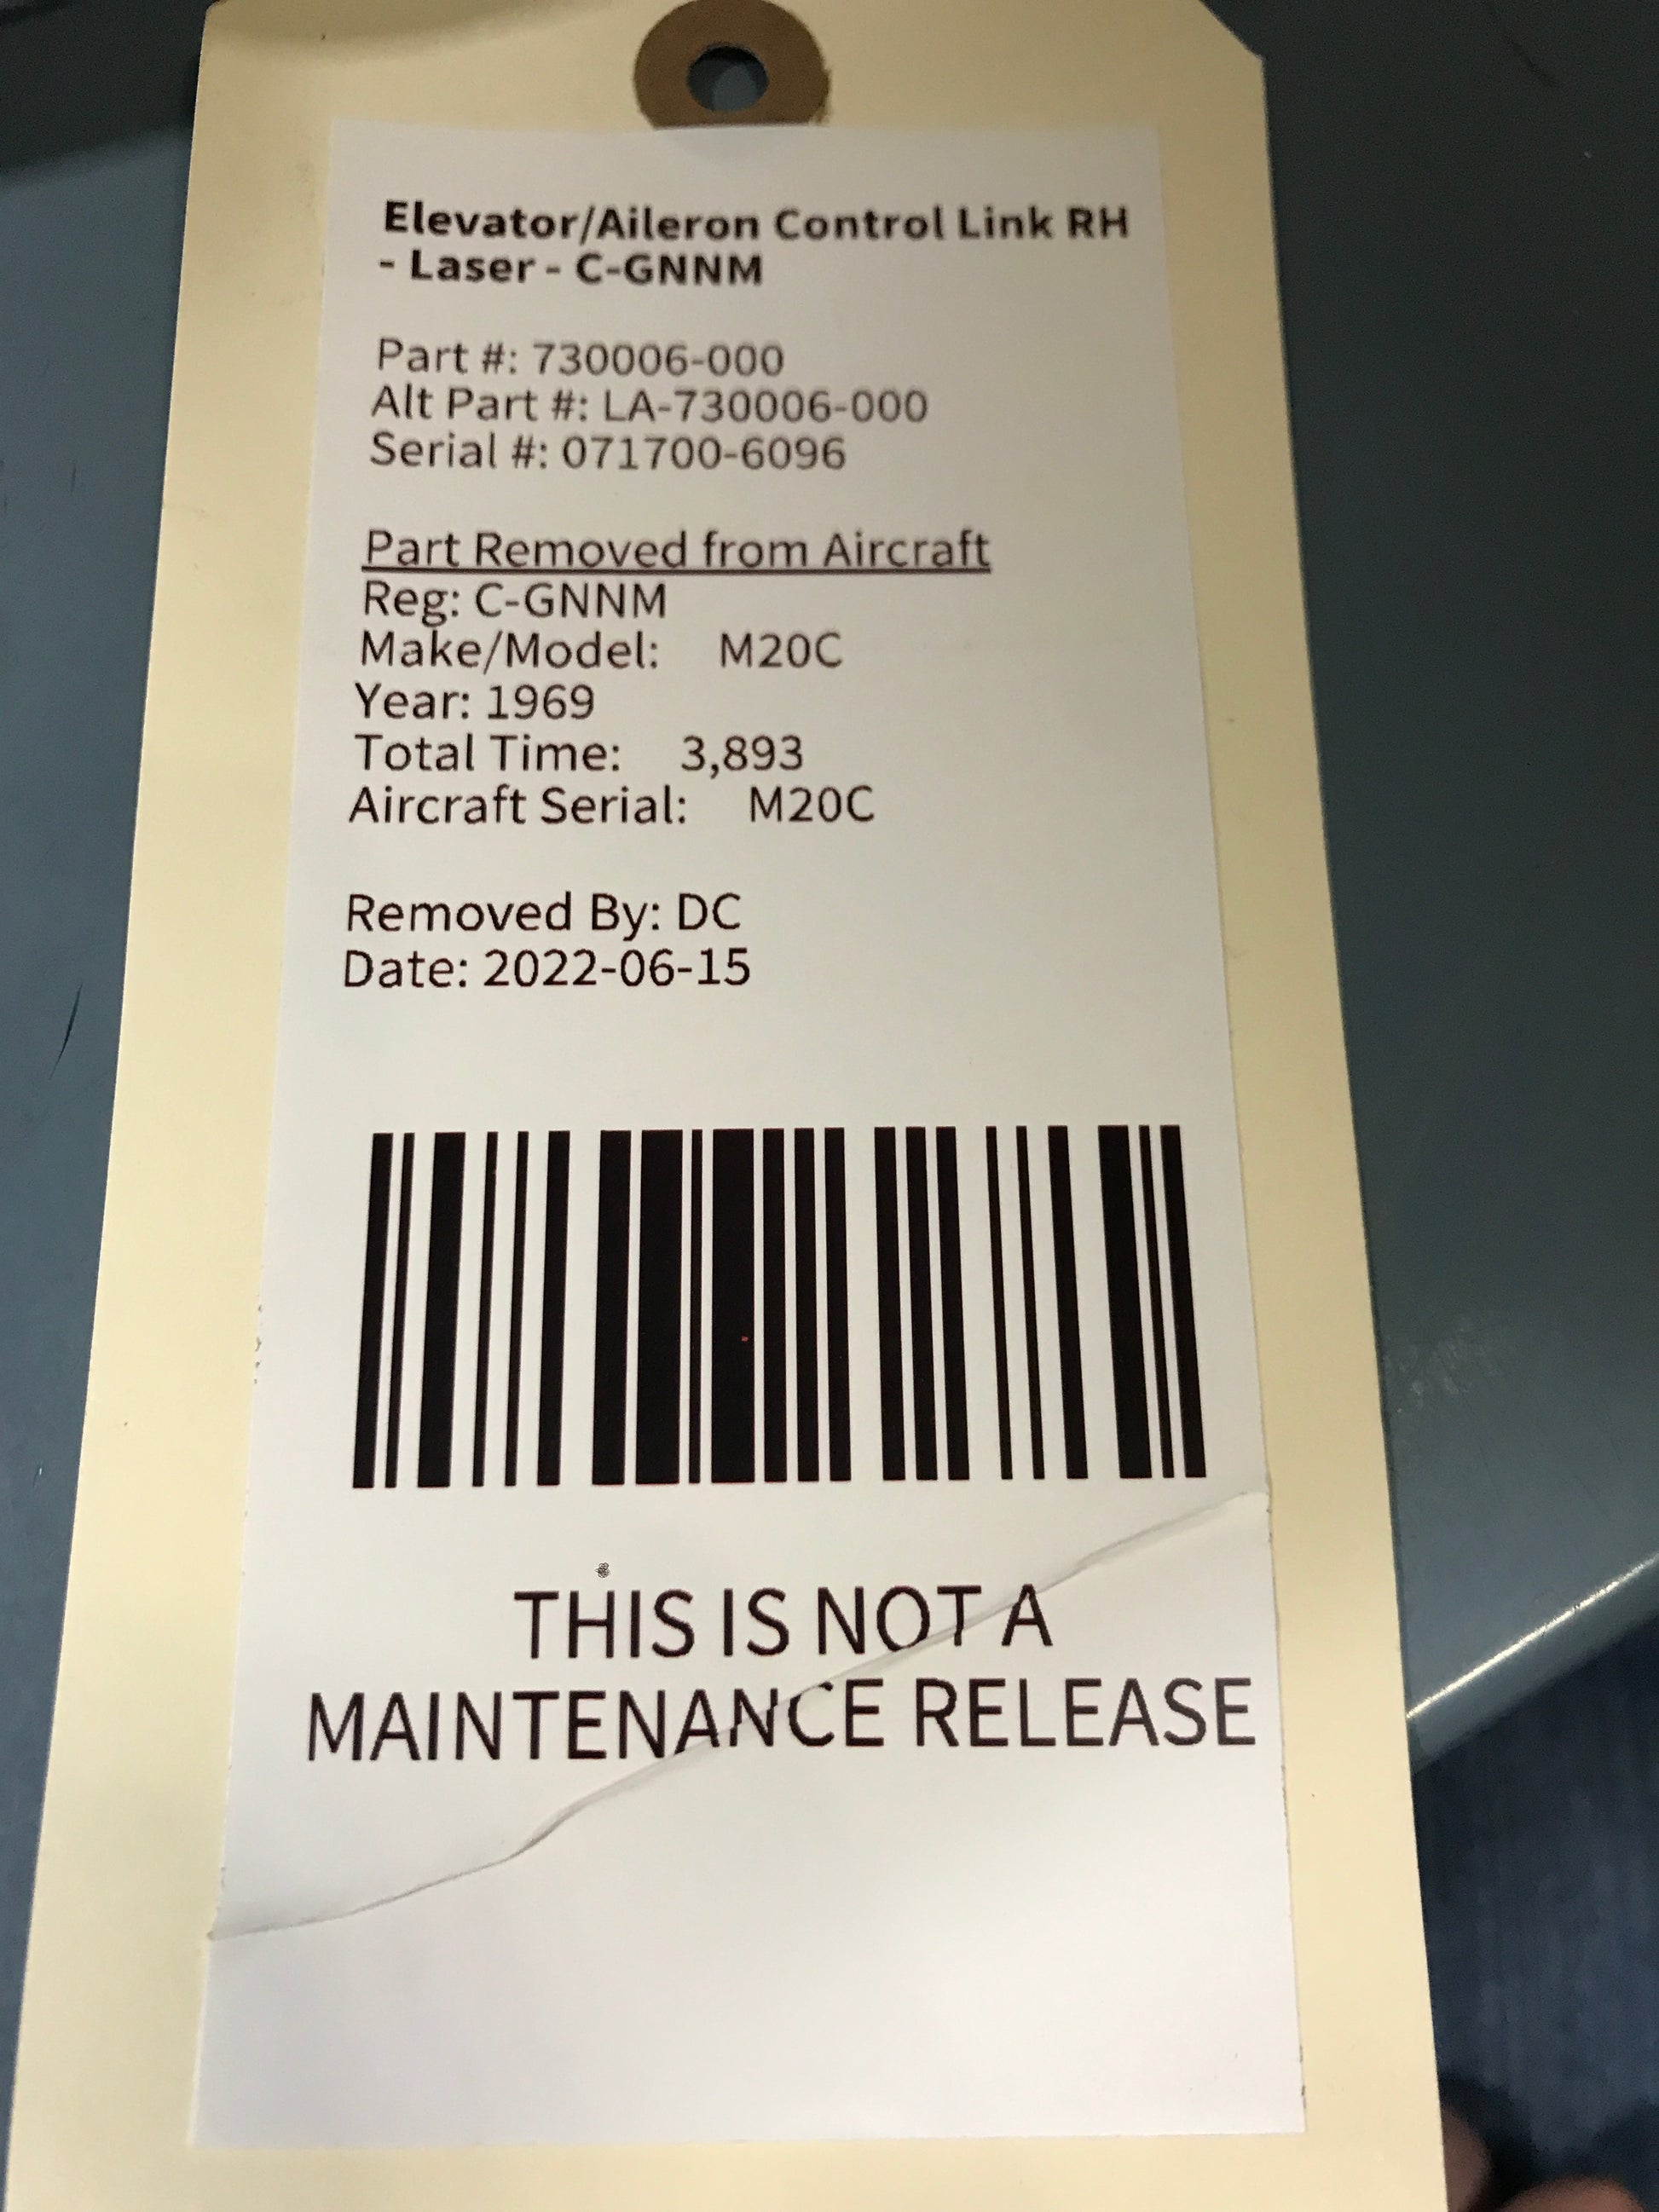 Elevator/Aileron Control Link RH
- Laser - C-GNNM
Part #: 730006-000
Alt Part #: LA-730006-000
Serial #: 071700-6096
Part Removed from Aircraft
Reg: C-GNNM
Make/Model: M20C
Year: 1969
Total Time: 3,893
Aircraft Serial: M20C
Removed By: DC
Date: 2022-06-15
THIS IS NOT A
MAINTENANCE RELEASE